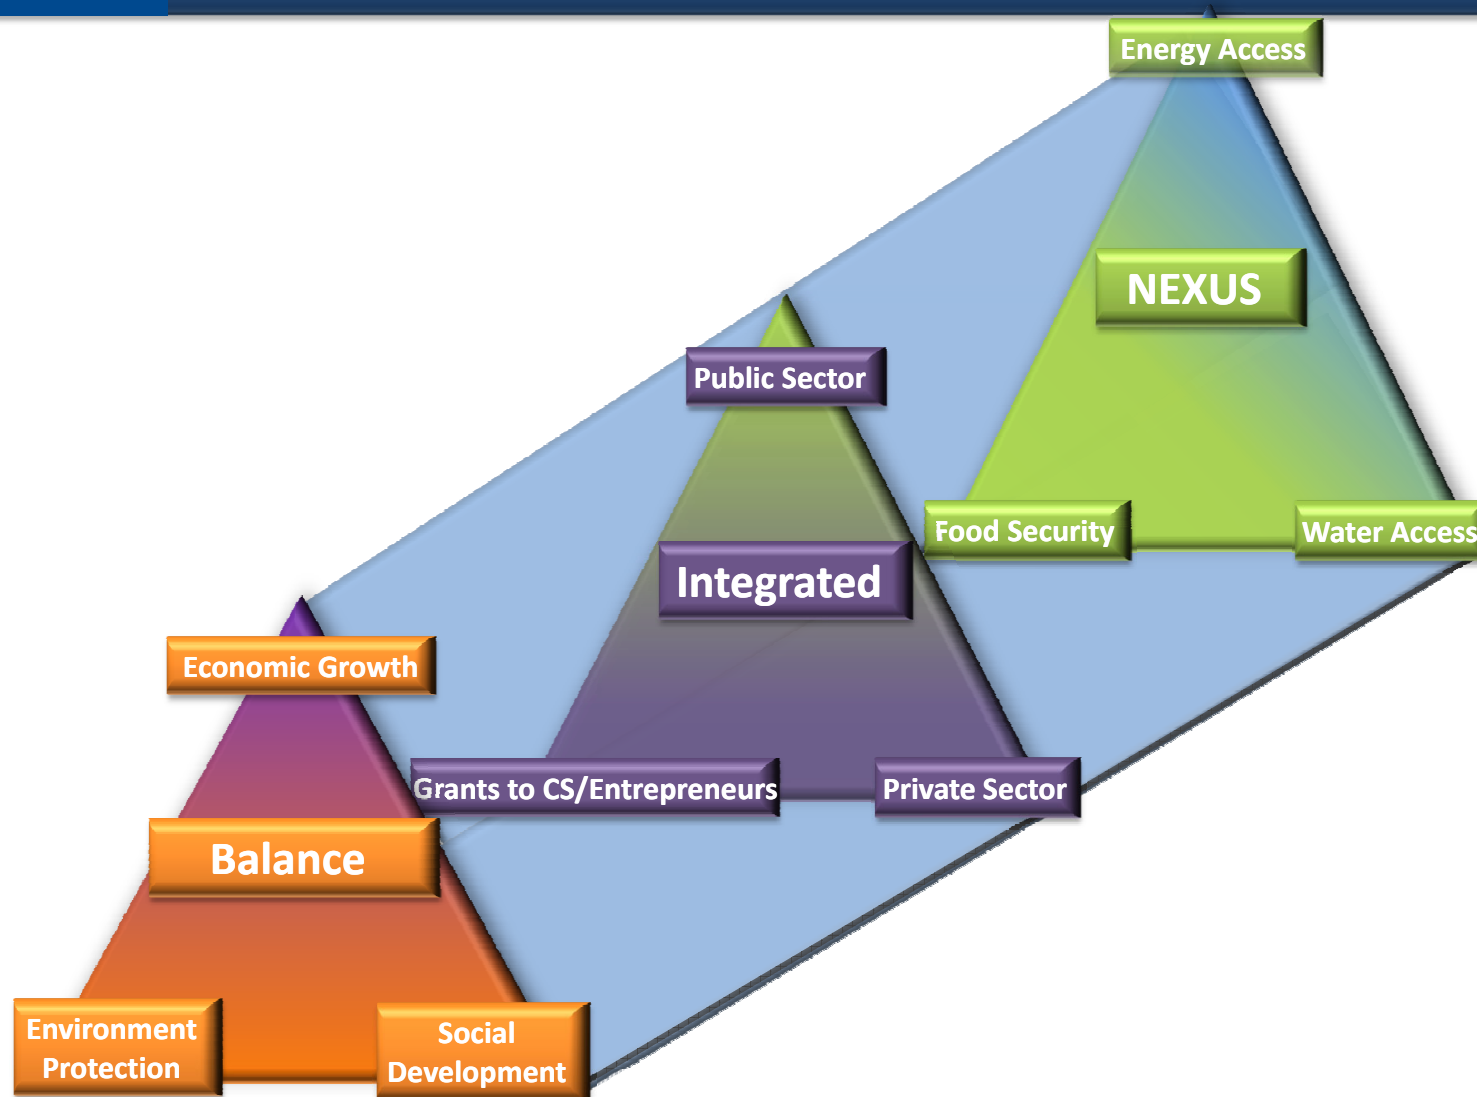 Energy Access
NEXUS
Food Security
Water Access
Public Sector
Integrated
Grants to CS/Entrepreneurs
Private Sector
Economic Growth
Balance
Environment
Protection
Social
Development